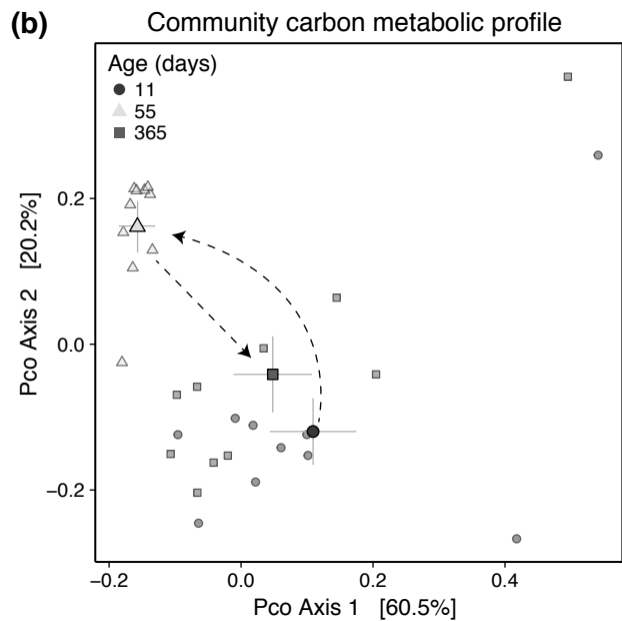 (b) Community carbon metabolic profile
Age (days)
11
55
365
0.2
0.0
−0.2
Pco Axis 2 [20.2%]
−0.2 0.0 0.2 0.4
Pco Axis 1 [60.5%]